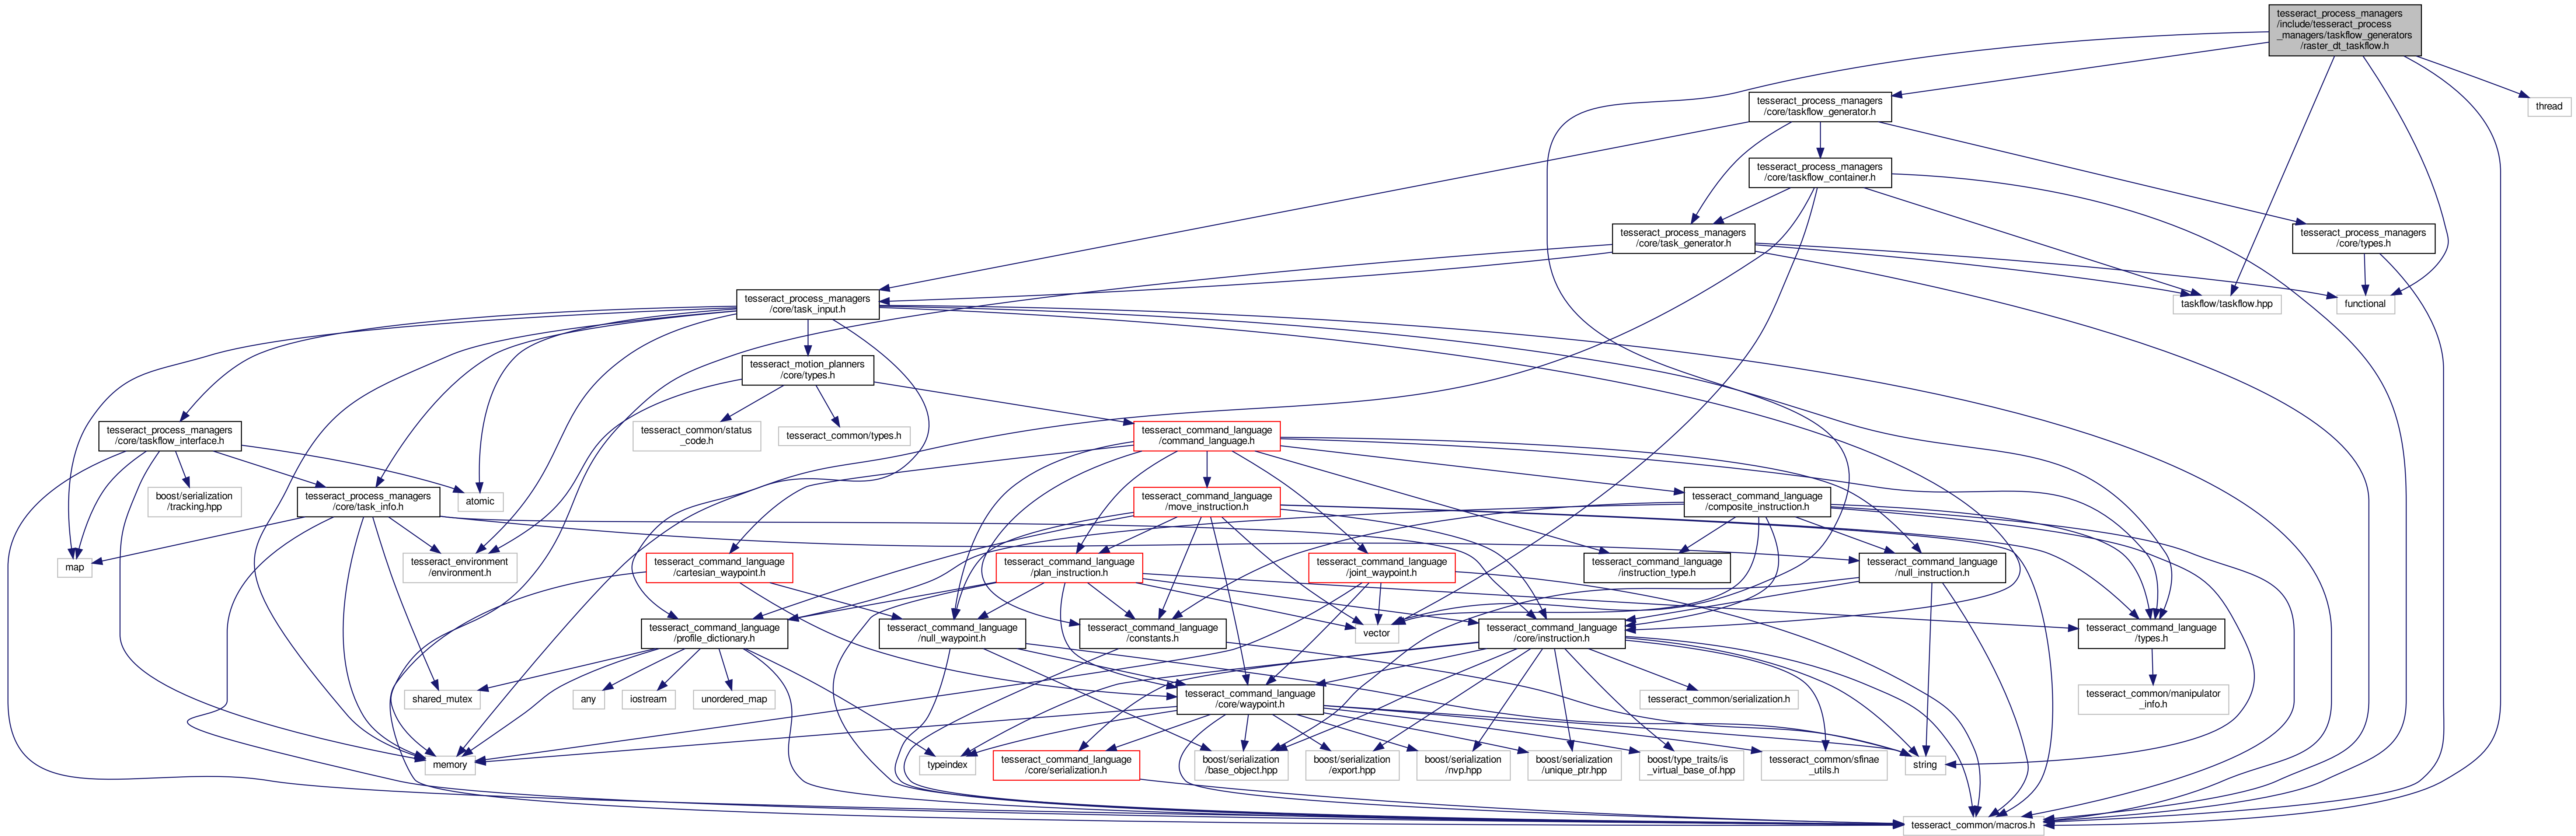 tesseract_process_managers
/include/tesseract_process
_managers/taskflow_generators
/raster_dt_taskflow.h
tesseract_process_managers
/core/taskflow_generator.h
thread
tesseract_process_managers
/core/taskflow_container.h
tesseract_process_managers
/core/task_generator.h
tesseract_process_managers
/core/types.h
tesseract_process_managers
/core/task_input.h
taskflow/taskflow.hpp
functional
tesseract_motion_planners
/core/types.h
tesseract_process_managers
/core/taskflow_interface.h
tesseract_common/status
_code.h
tesseract_common/types.h
tesseract_command_language
/command_language.h
boost/serialization
/tracking.hpp
tesseract_process_managers
/core/task_info.h
atomic
tesseract_command_language
/move_instruction.h
tesseract_command_language
/composite_instruction.h
map
tesseract_environment
/environment.h
tesseract_command_language
/cartesian_waypoint.h
tesseract_command_language
/plan_instruction.h
tesseract_command_language
/joint_waypoint.h
tesseract_command_language
/instruction_type.h
tesseract_command_language
/null_instruction.h
tesseract_command_language
/profile_dictionary.h
tesseract_command_language
/null_waypoint.h
tesseract_command_language
/constants.h
vector
tesseract_command_language
/core/instruction.h
tesseract_command_language
/types.h
shared_mutex
any
iostream
unordered_map
tesseract_command_language
/core/waypoint.h
tesseract_common/serialization.h
tesseract_common/manipulator
_info.h
memory
typeindex
tesseract_command_language
/core/serialization.h
boost/serialization
/base_object.hpp
boost/serialization
/export.hpp
boost/serialization
/nvp.hpp
boost/serialization
/unique_ptr.hpp
boost/type_traits/is
_virtual_base_of.hpp
tesseract_common/sfinae
_utils.h
string
tesseract_common/macros.h